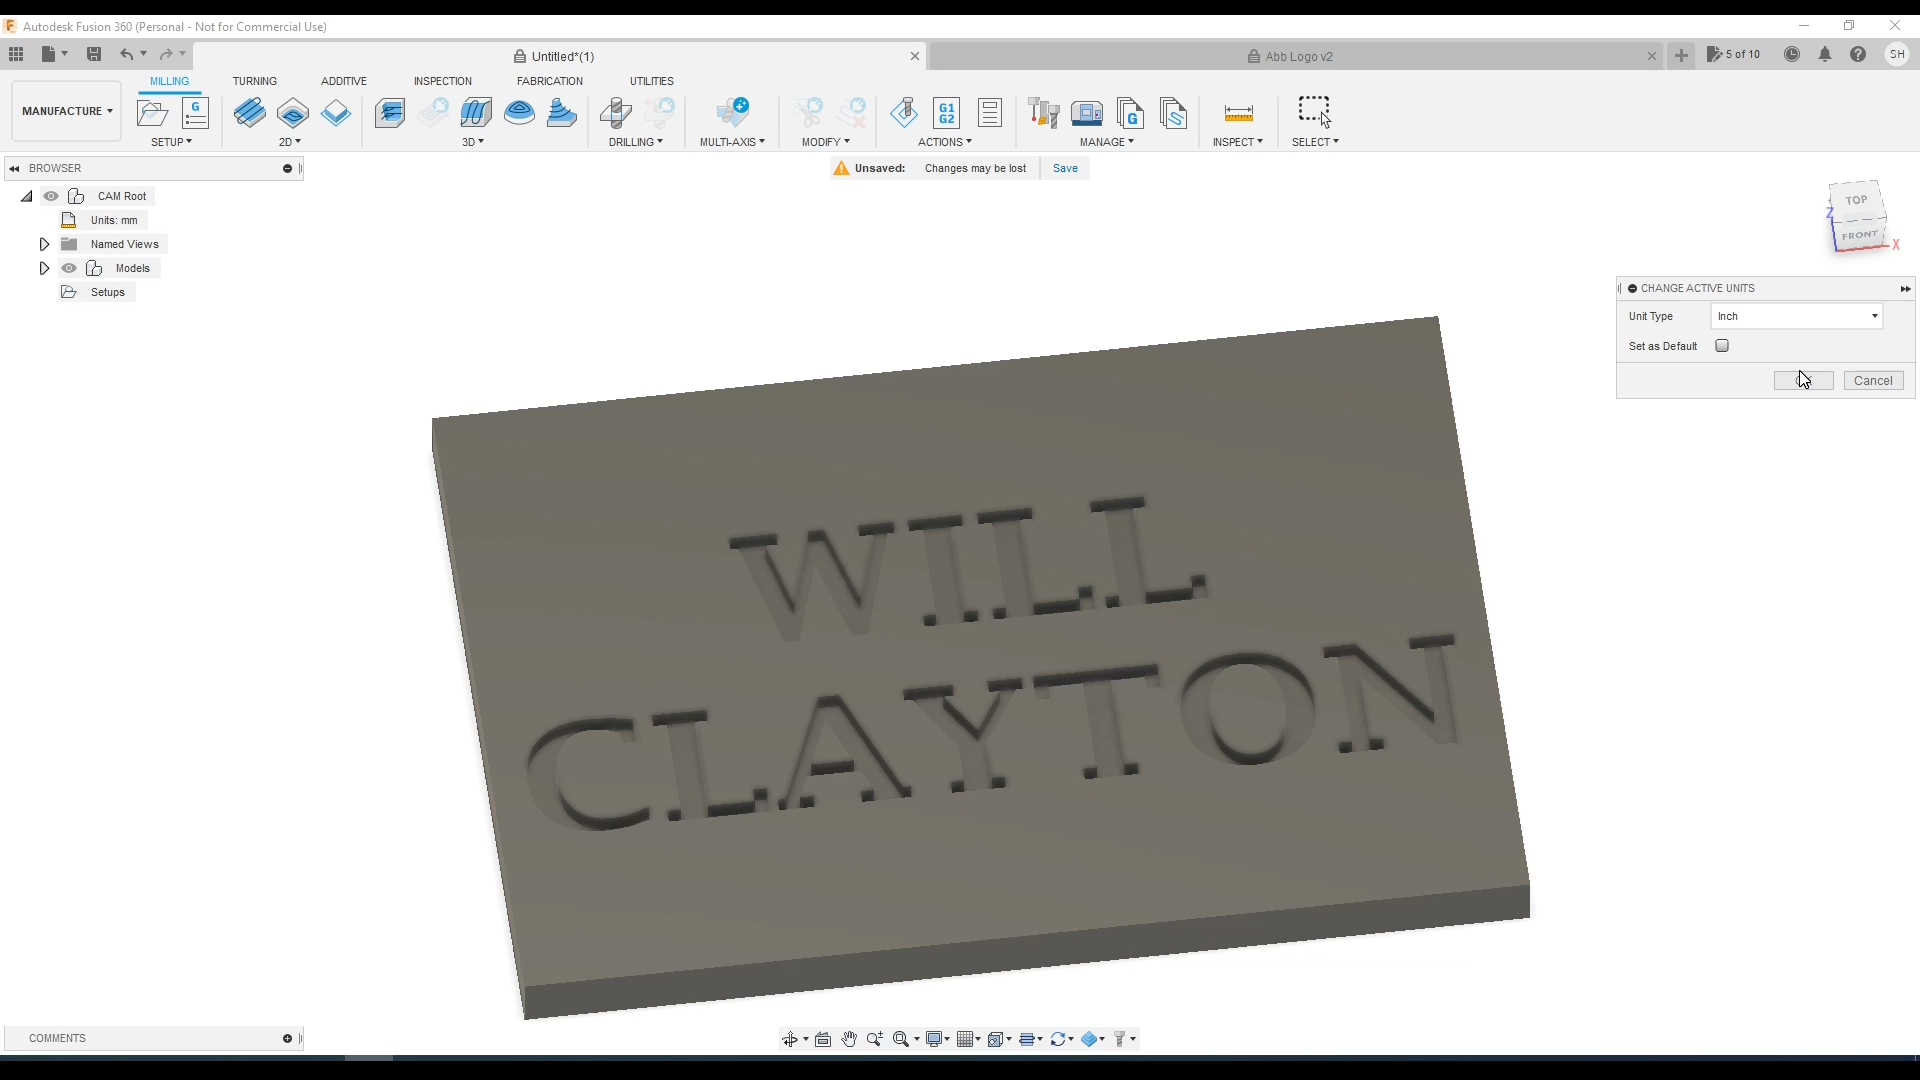 Autodesk Fusion 360 (Personal - Not for Commercial Use)
Untitled*(1)
Abb Logo v2
5 of 10
SH
MILLING TURNING ADDITIVE INSPECTION FABRICATION UTILITIES
MANUFACTURE
G
G1
G2
G
SETUP 2D 3D DRILLING MULTI-AXIS MODIFY ACTIONS MANAGE INSPECT SELECT
BROWSER
Unsaved: Changes may be lost Save
CAM Root
Units: mm
Named Views
Models
Setups
TOP
FRONT
Z
X
CHANGE ACTIVE UNITS
Unit Type Inch
Set as Default
Cancel
WILL
CLAYTON
COMMENTS